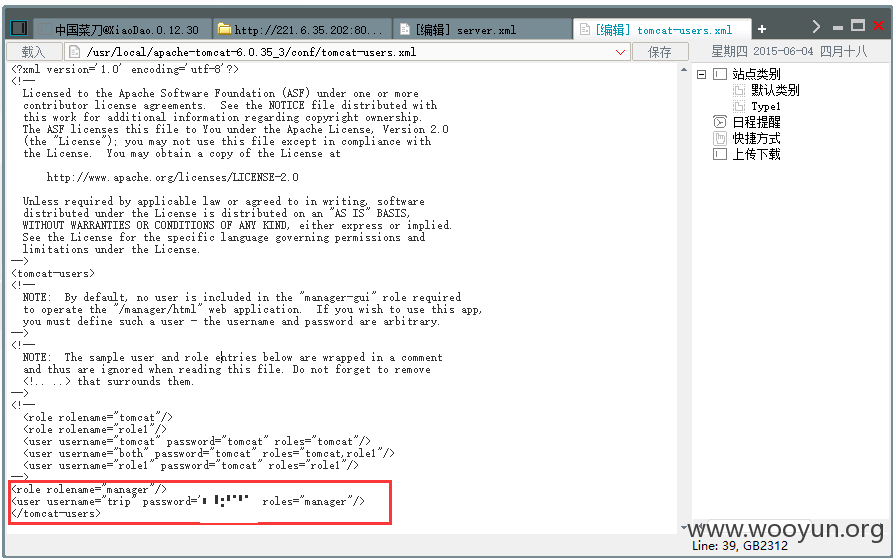 中国菜刀@XiaoDao.0.12.30
http://221.6.35.202:80...
[编辑] server.xml
[编辑] tomcat-users.xml
载入
/usr/local/apache-tomcat-6.0.35_3/conf/tomcat-users.xml
保存
星期四 2015-06-04 四月十八
<?xml version='1.0' encoding='utf-8'?>
<!--
Licensed to the Apache Software Foundation (ASF) under one or more
contributor license agreements.  See the NOTICE file distributed with
this work for additional information regarding copyright ownership.
The ASF licenses this file to You under the Apache License, Version 2.0
(the "License"); you may not use this file except in compliance with
the License.  You may obtain a copy of the License at
http://www.apache.org/licenses/LICENSE-2.0
Unless required by applicable law or agreed to in writing, software
distributed under the License is distributed on an "AS IS" BASIS,
WITHOUT WARRANTIES OR CONDITIONS OF ANY KIND, either express or implied.
See the License for the specific language governing permissions and
limitations under the License.
-->
<tomcat-users>
<!--
NOTE:  By default, no user is included in the "manager-gui" role required
to operate the "/manager/html" web application.  If you wish to use this app,
you must define such a user - the username and password are arbitrary.
-->
<!--
NOTE:  The sample user and role entries below are wrapped in a comment
and thus are ignored when reading this file. Do not forget to remove
<!.. ..> that surrounds them.
-->
<!--
<role rolename="tomcat"/>
<role rolename="role1"/>
<user username="tomcat" password="tomcat" roles="tomcat"/>
<user username="both" password="tomcat" roles="tomcat,role1"/>
<user username="role1" password="tomcat" roles="role1"/>
-->
<role rolename="manager"/>
<user username="trip" password=" roles="manager"/>
</tomcat-users>
站点类别
默认类别
Type1
日程提醒
快捷方式
上传下载
www.wooyun.org
Line: 39, GB2312